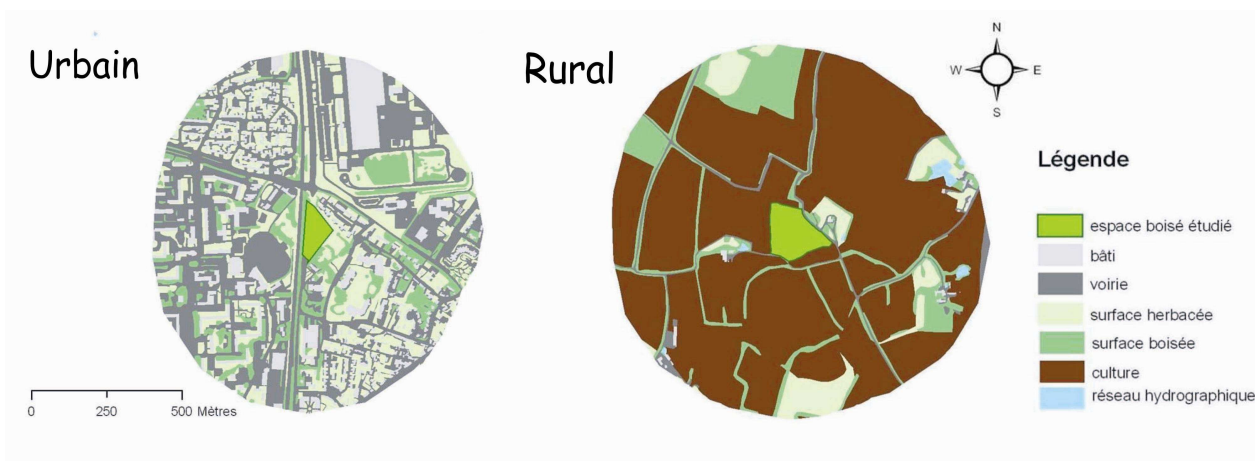 Urbain
Rural
N
W E
S
Légende
espace boisé étudié
bâti
voirie
surface herbacée
surface boisée
culture
réseau hydrographique
0 250 500 Mètres